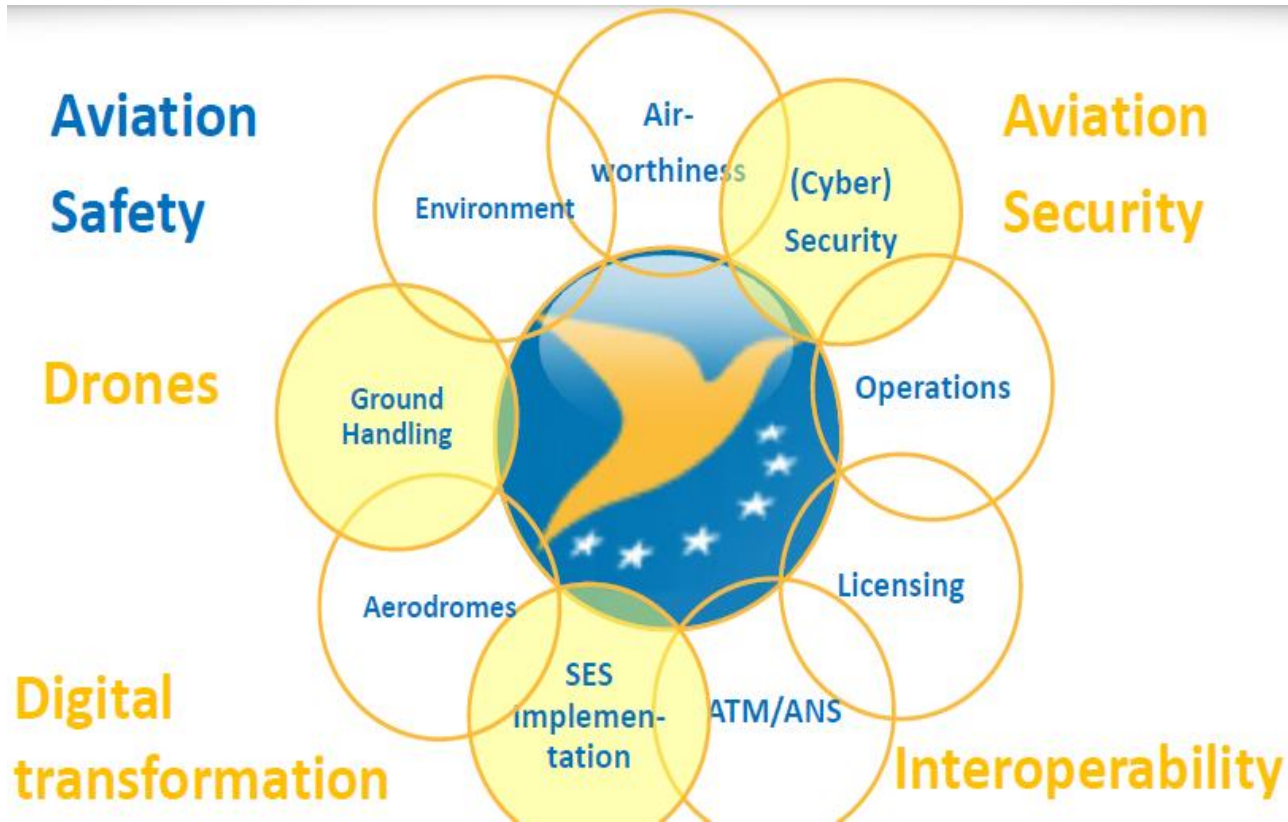 Aviation
Safety
Air-
worthiness
(Cyber)
Security
Aviation
Security
Environment
Drones
Ground
Handling
Operations
Aerodromes
Licensing
Digital
transformation
SES
implemen-
tation
ATM/ANS
Interoperability